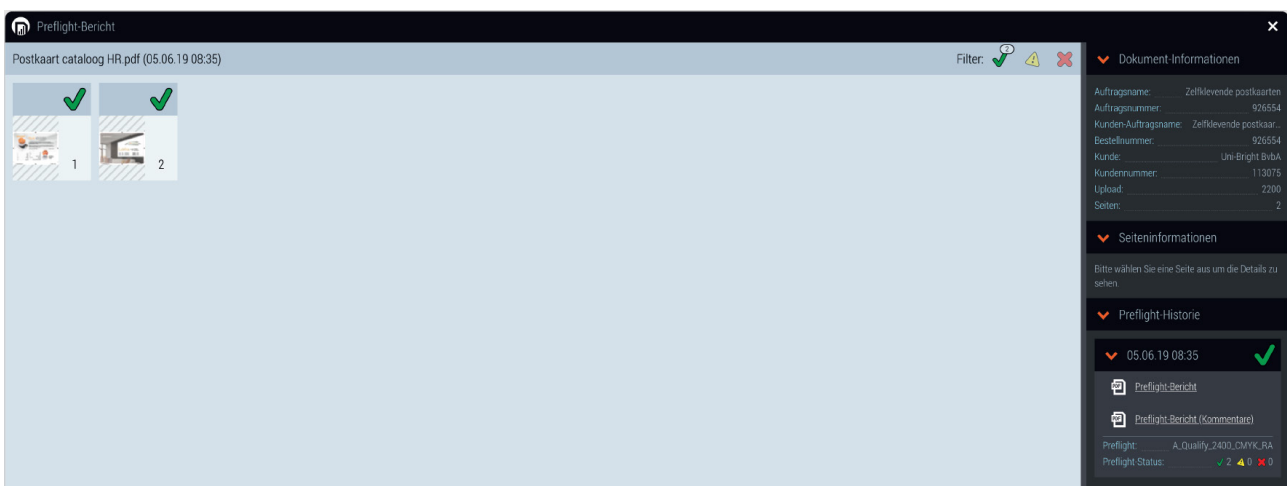 Preflight-Bericht
Postkaart cataloog HR.pdf (05.06.19 08:35)
Filter:
2
1
2
Dokument-Informationen
Auftragsname: Zelfklevende postkaarten
Auftragsnummer: 926554
Kunden-Auftragsname: Zelfklevende postkaar...
Bestellnummer: 926554
Kunde: Uni-Bright BvbA
Kundennummer: 113075
Upload: 2200
Seiten: 2
Seiteninformationen
Bitte wählen Sie eine Seite aus um die Details zu
sehen.
Preflight-Historie
05.06.19 08:35
PDF Preflight-Bericht
PDF Preflight-Bericht (Kommentare)
Preflight: A_Qualify_2400_CMYK_RA
Preflight-Status: 2 0 0